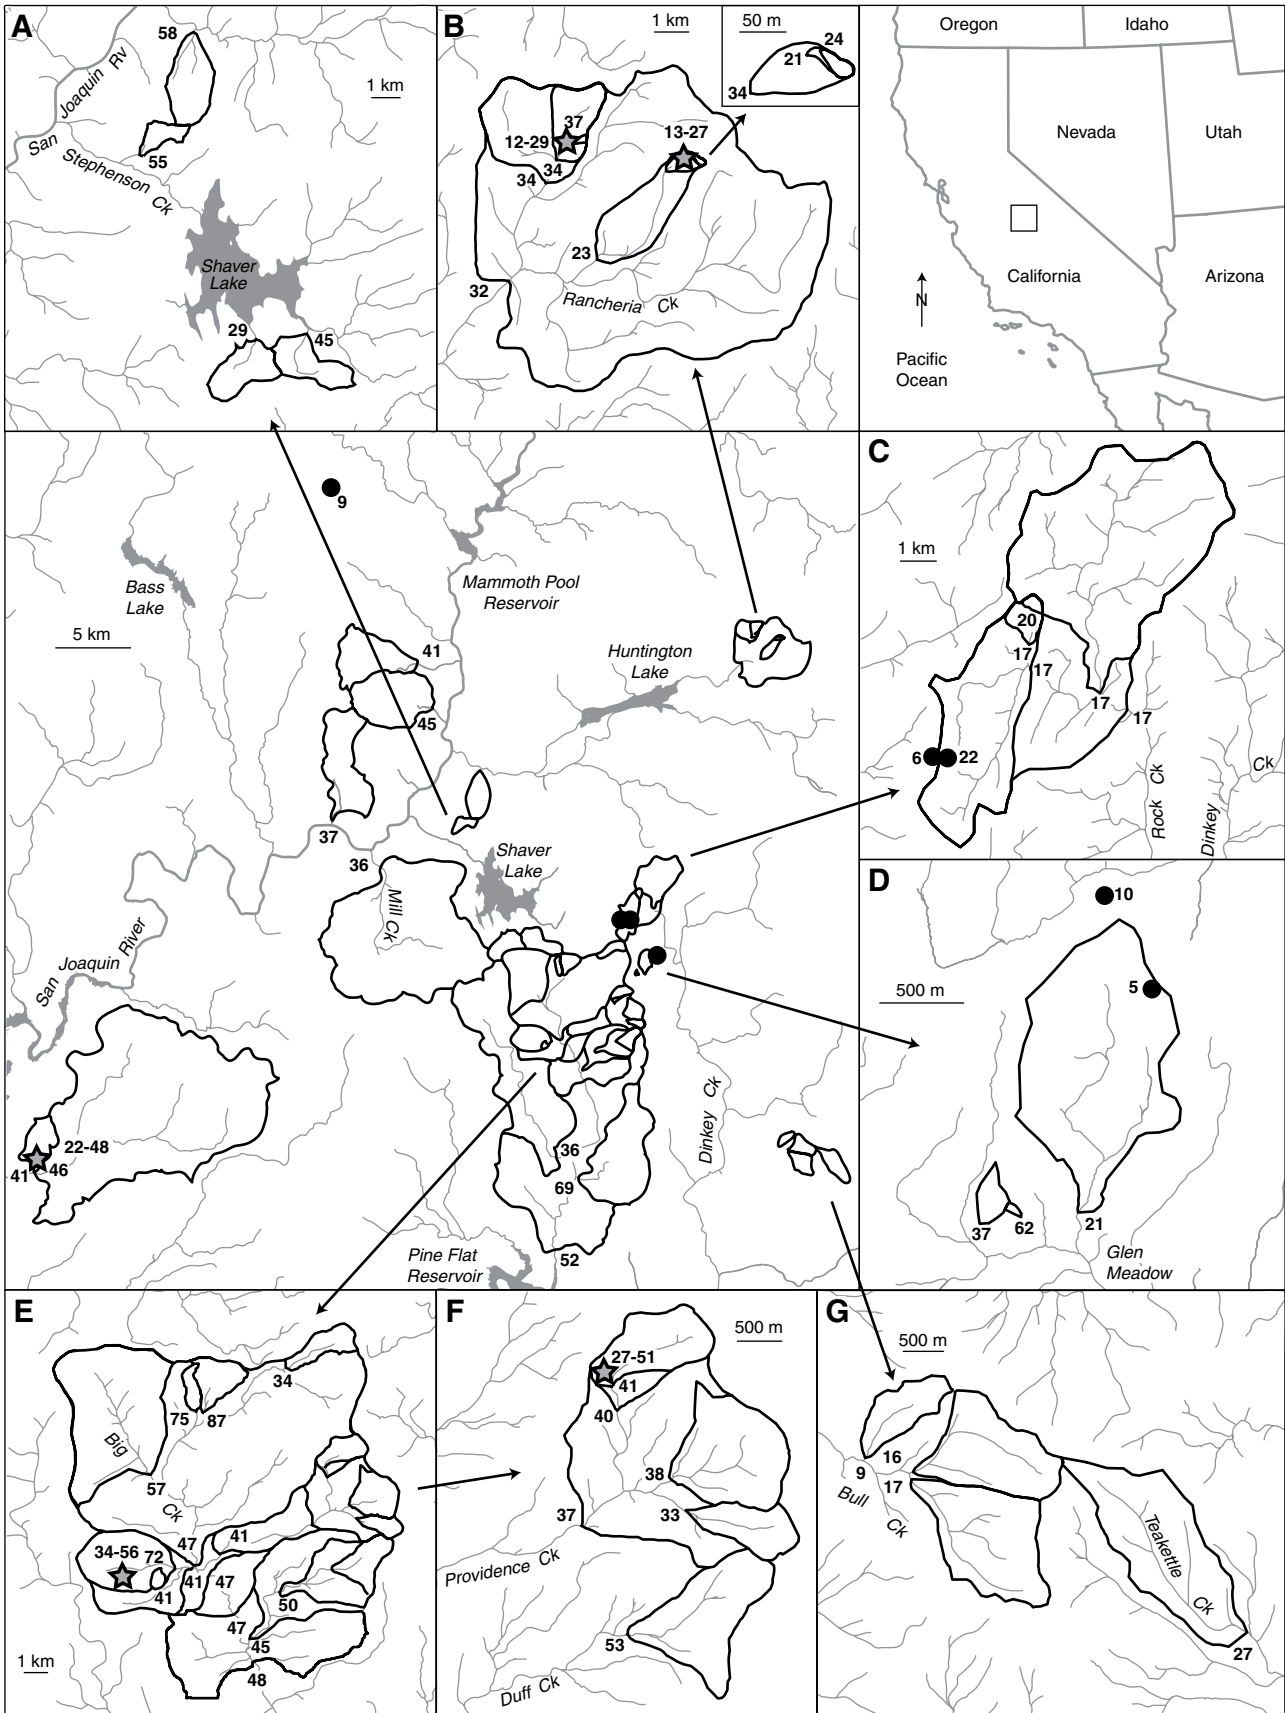 A
58
San Joaquin Rv
1 km
55
Stephenson Ck
Shaver
Lake
29
45
B
1 km
50 m
24
21
34
37
12-29
34
34
13-27
23
32
Rancheria Ck
Oregon
Idaho
Nevada
Utah
California
Arizona
N
Pacific
Ocean
9
Bass
Lake
Mammoth Pool
Reservoir
5 km
41
Huntington
Lake
45
37
36
Shaver
Lake
Mill Ck
San Joaquin River
22-48
41
46
Dinkey Ck
36
69
52
Pine Flat
Reservoir
C
1 km
20
17
17
17
17
6
22
Rock Ck
Dinkey Ck
D
10
5
500 m
37
62
21
Glen
Meadow
E
34
75
87
Big Ck
57
47
41
34-56
72
41
41
47
50
47
45
48
1 km
F
500 m
27-51
41
40
38
37
33
Providence Ck
53
Duff Ck
G
500 m
16
9
17
Bull Ck
Teakettle Ck
27